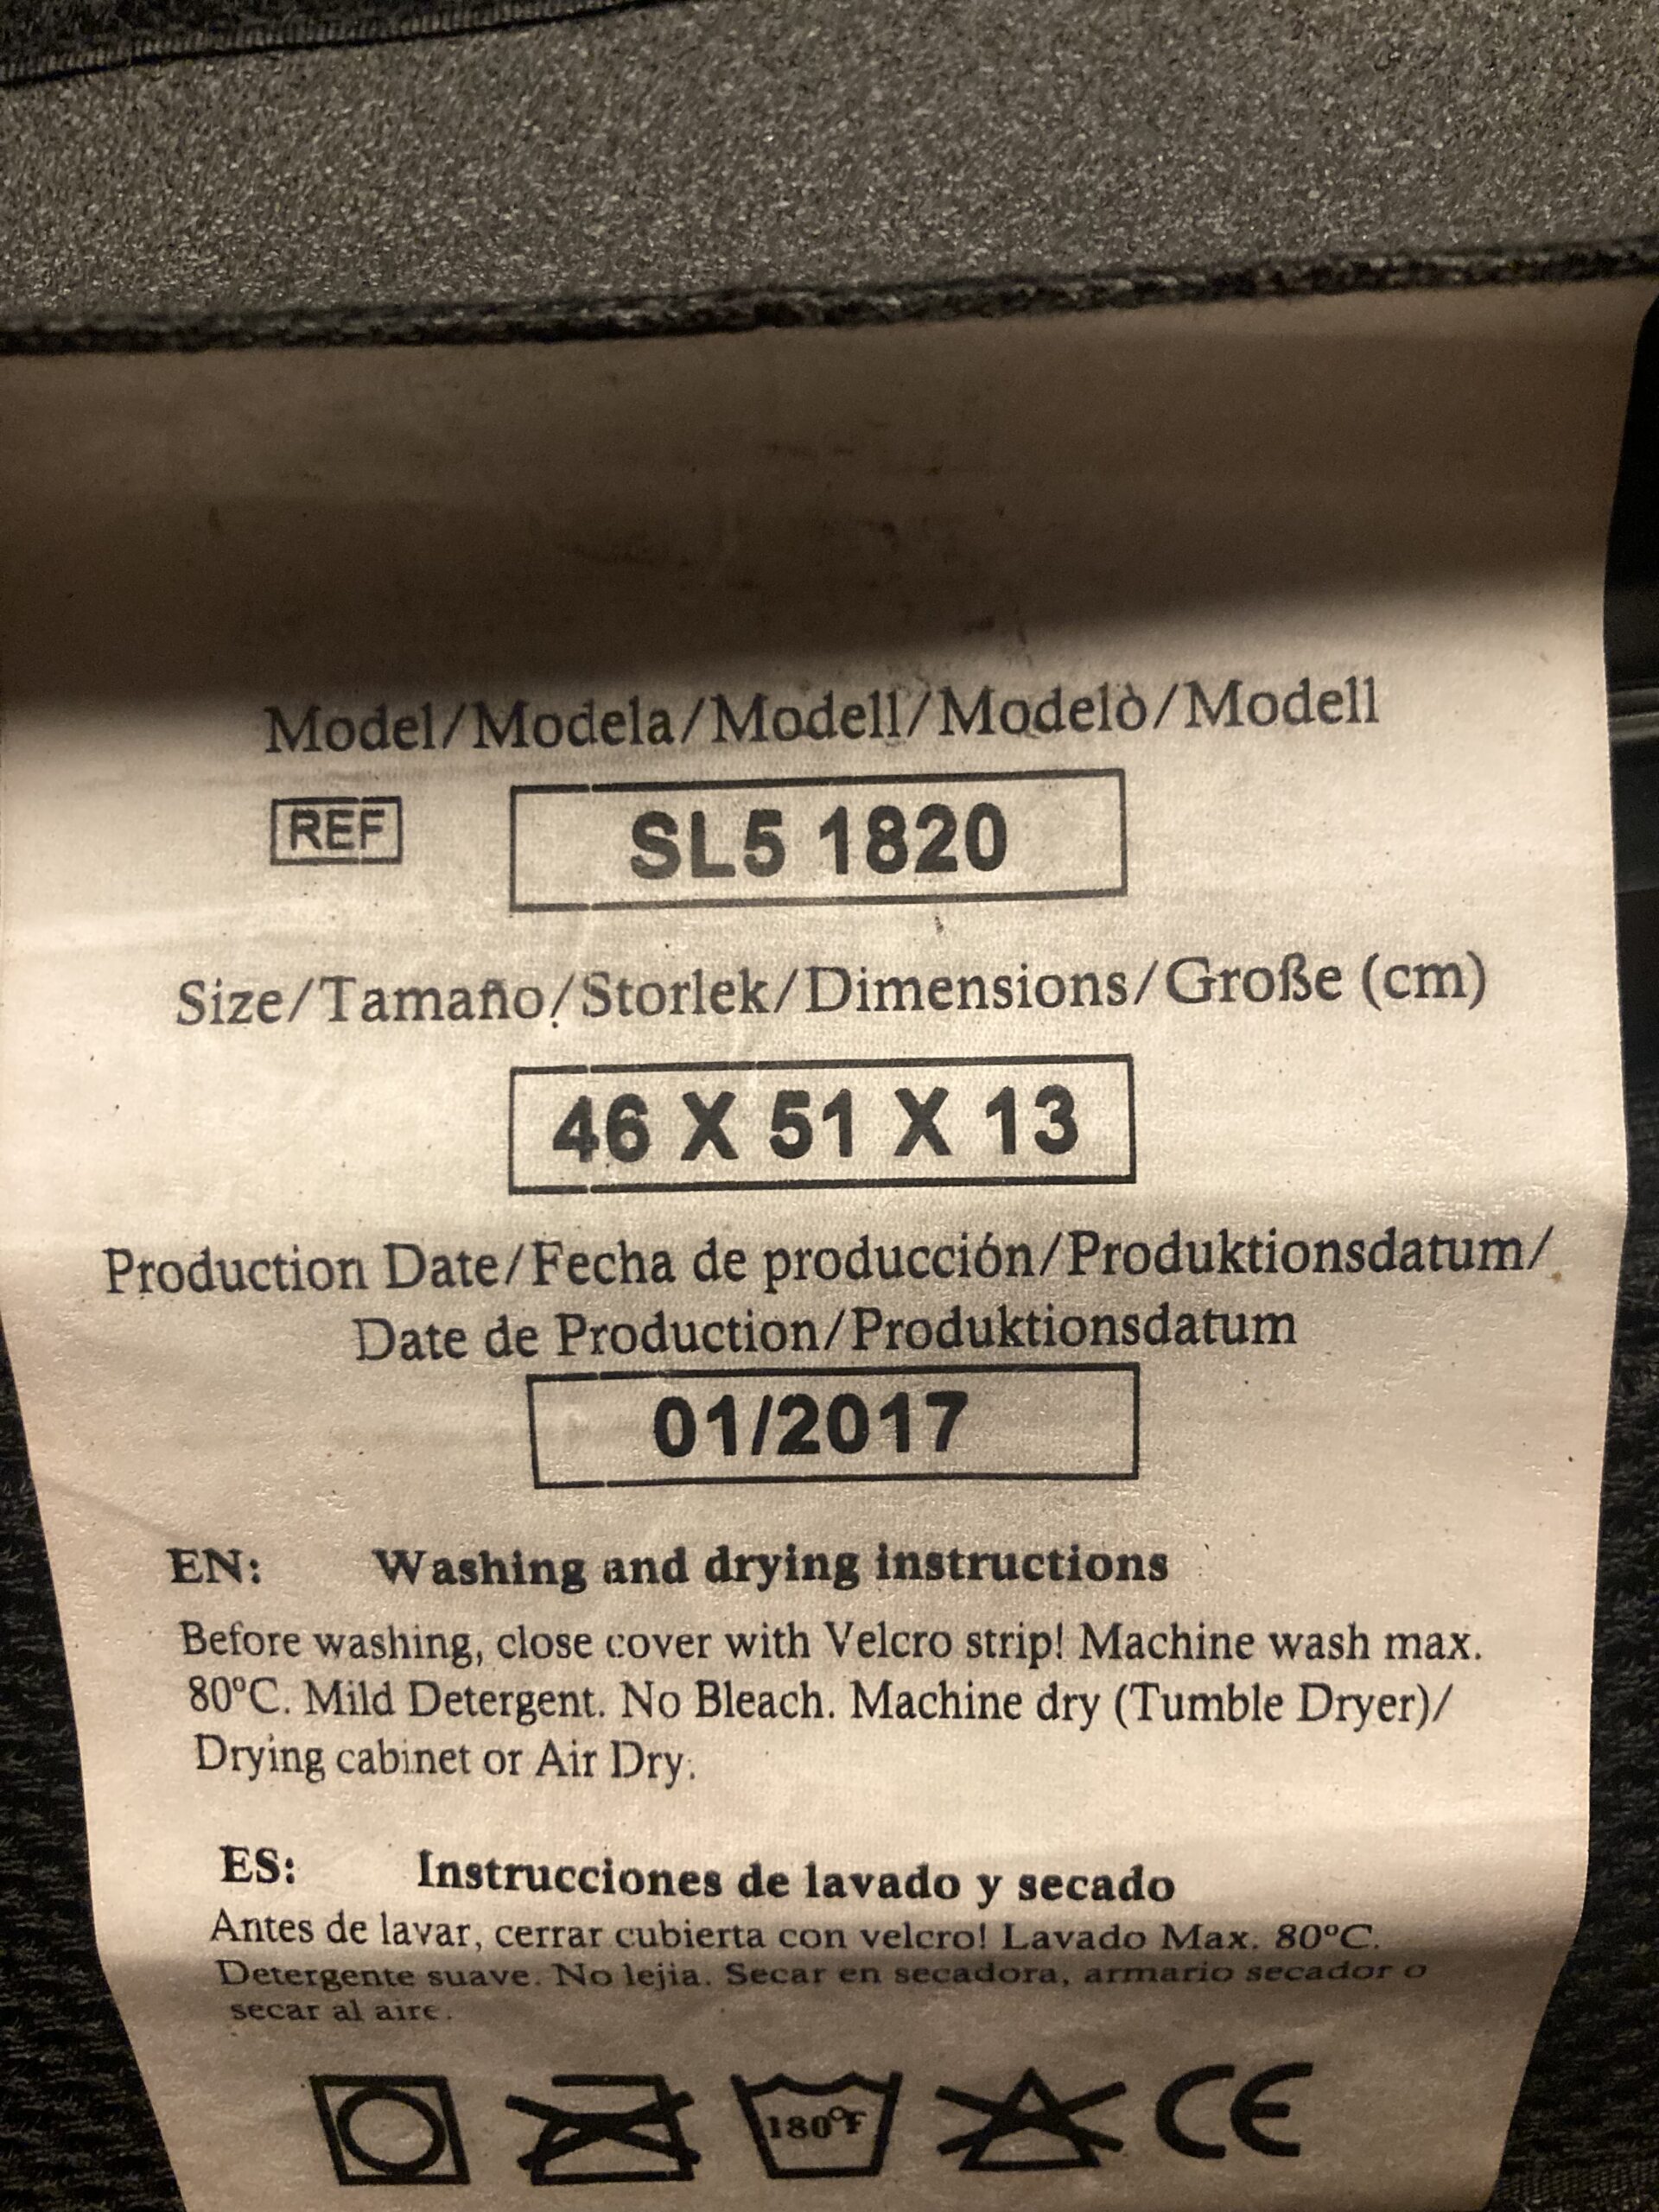 Model/Modela/Modell/Modelò/Modell
REF
SL5 1820
Size/Tamaño/Storlek/Dimensions/Große (cm)
46 X 51 X 13
Production Date/Fecha de producción/Produktionsdatum/
Date de Production/Produktionsdatum
01/2017
EN: Washing and drying instructions
Before washing, close cover with Velcro strip! Machine wash max.
80ºC. Mild Detergent. No Bleach. Machine dry (Tumble Dryer)/
Drying cabinet or Air Dry.
ES: Instrucciones de lavado y secado
Antes de lavar, cerrar cubierta con velcro! Lavado Max. 80ºC.
Detergente suave. No lejia. Secar en secadora, armario secador o
secar al aire.
180ºF
CE